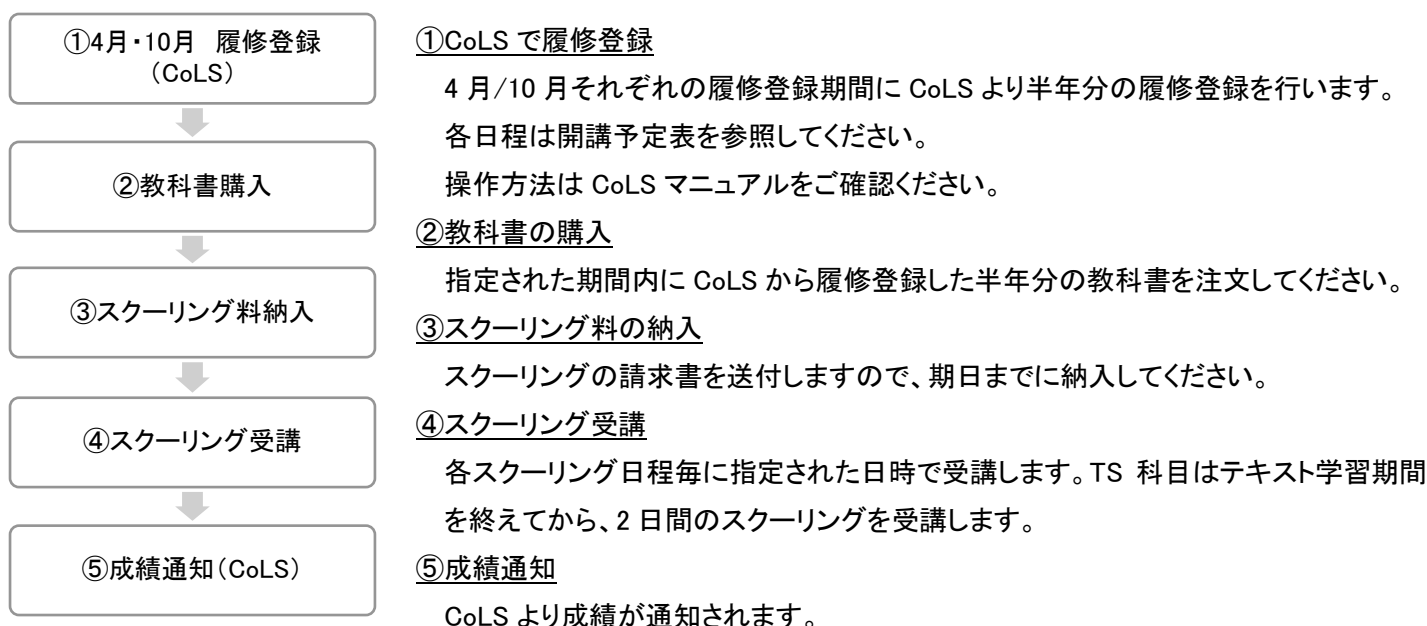 ①4月・10月　履修登録
（CoLS）
②教科書購入
③スクーリング料納入
④スクーリング受講
⑤成績通知（CoLS）
①CoLS で履修登録
4 月/10 月それぞれの履修登録期間に CoLS より半年分の履修登録を行います。
各日程は開講予定表を参照してください。
操作方法は CoLS マニュアルをご確認ください。
②教科書の購入
指定された期間内に CoLS から履修登録した半年分の教科書を注文してください。
③スクーリング料の納入
スクーリングの請求書を送付しますので、期日までに納入してください。
④スクーリング受講
各スクーリング日程毎に指定された日時で受講します。TS 科目はテキスト学習期間
を終えてから、2 日間のスクーリングを受講します。
⑤成績通知
CoLS より成績が通知されます。